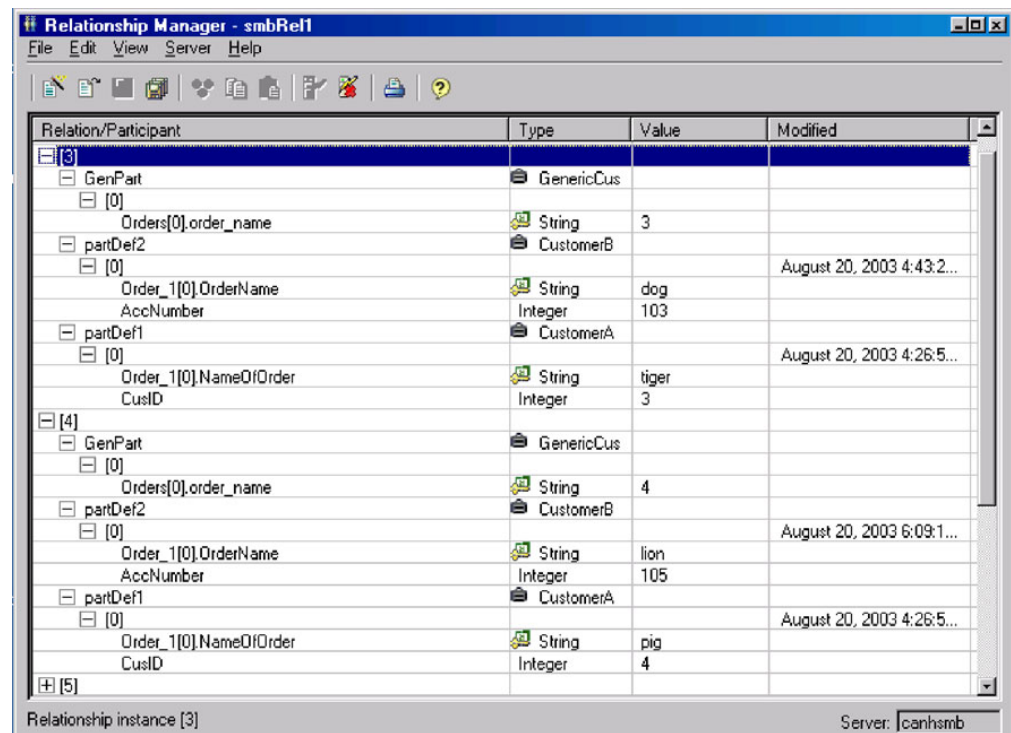 Relationship Manager - smbRel1
File Edit View Server Help
Relation/Participant Type Value Modified
[3]
GenPart GenericCus
[0]
Orders[0].order_name String 3
partDef2 CustomerB
[0] August 20, 2003 4:43:2...
Order_1[0].OrderName String dog
AccNumber Integer 103
partDef1 CustomerA
[0] August 20, 2003 4:26:5...
Order_1[0].NameOfOrder String tiger
CusID Integer 3
[4]
GenPart GenericCus
[0]
Orders[0].order_name String 4
partDef2 CustomerB
[0] August 20, 2003 6:09:1...
Order_1[0].OrderName String lion
AccNumber Integer 105
partDef1 CustomerA
[0] August 20, 2003 4:26:5...
Order_1[0].NameOfOrder String pig
CusID Integer 4
[5]
Relationship instance [3] Server: canhsmb